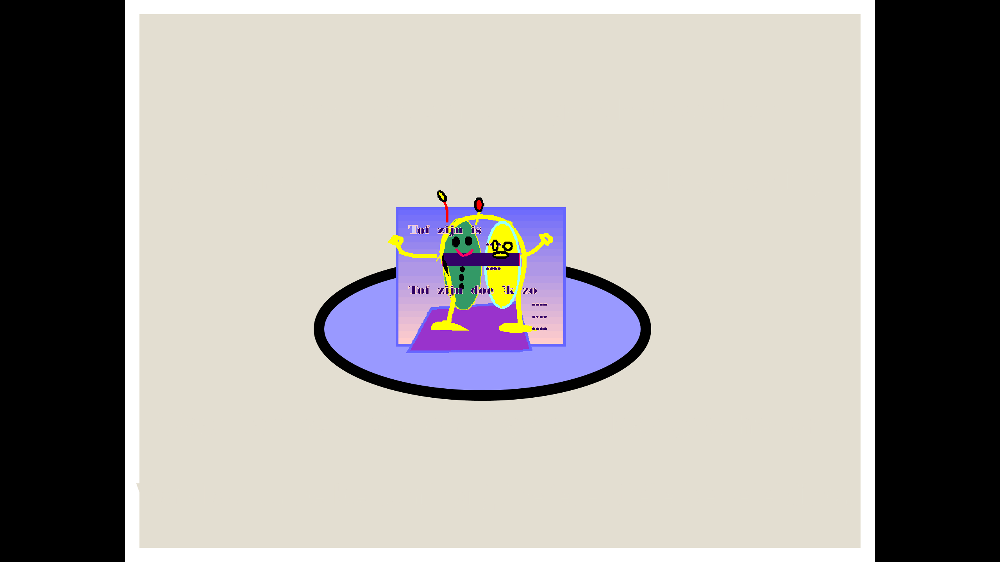 Tof zijn is
----
----
Tof zijn doe ik zo
----
----
----